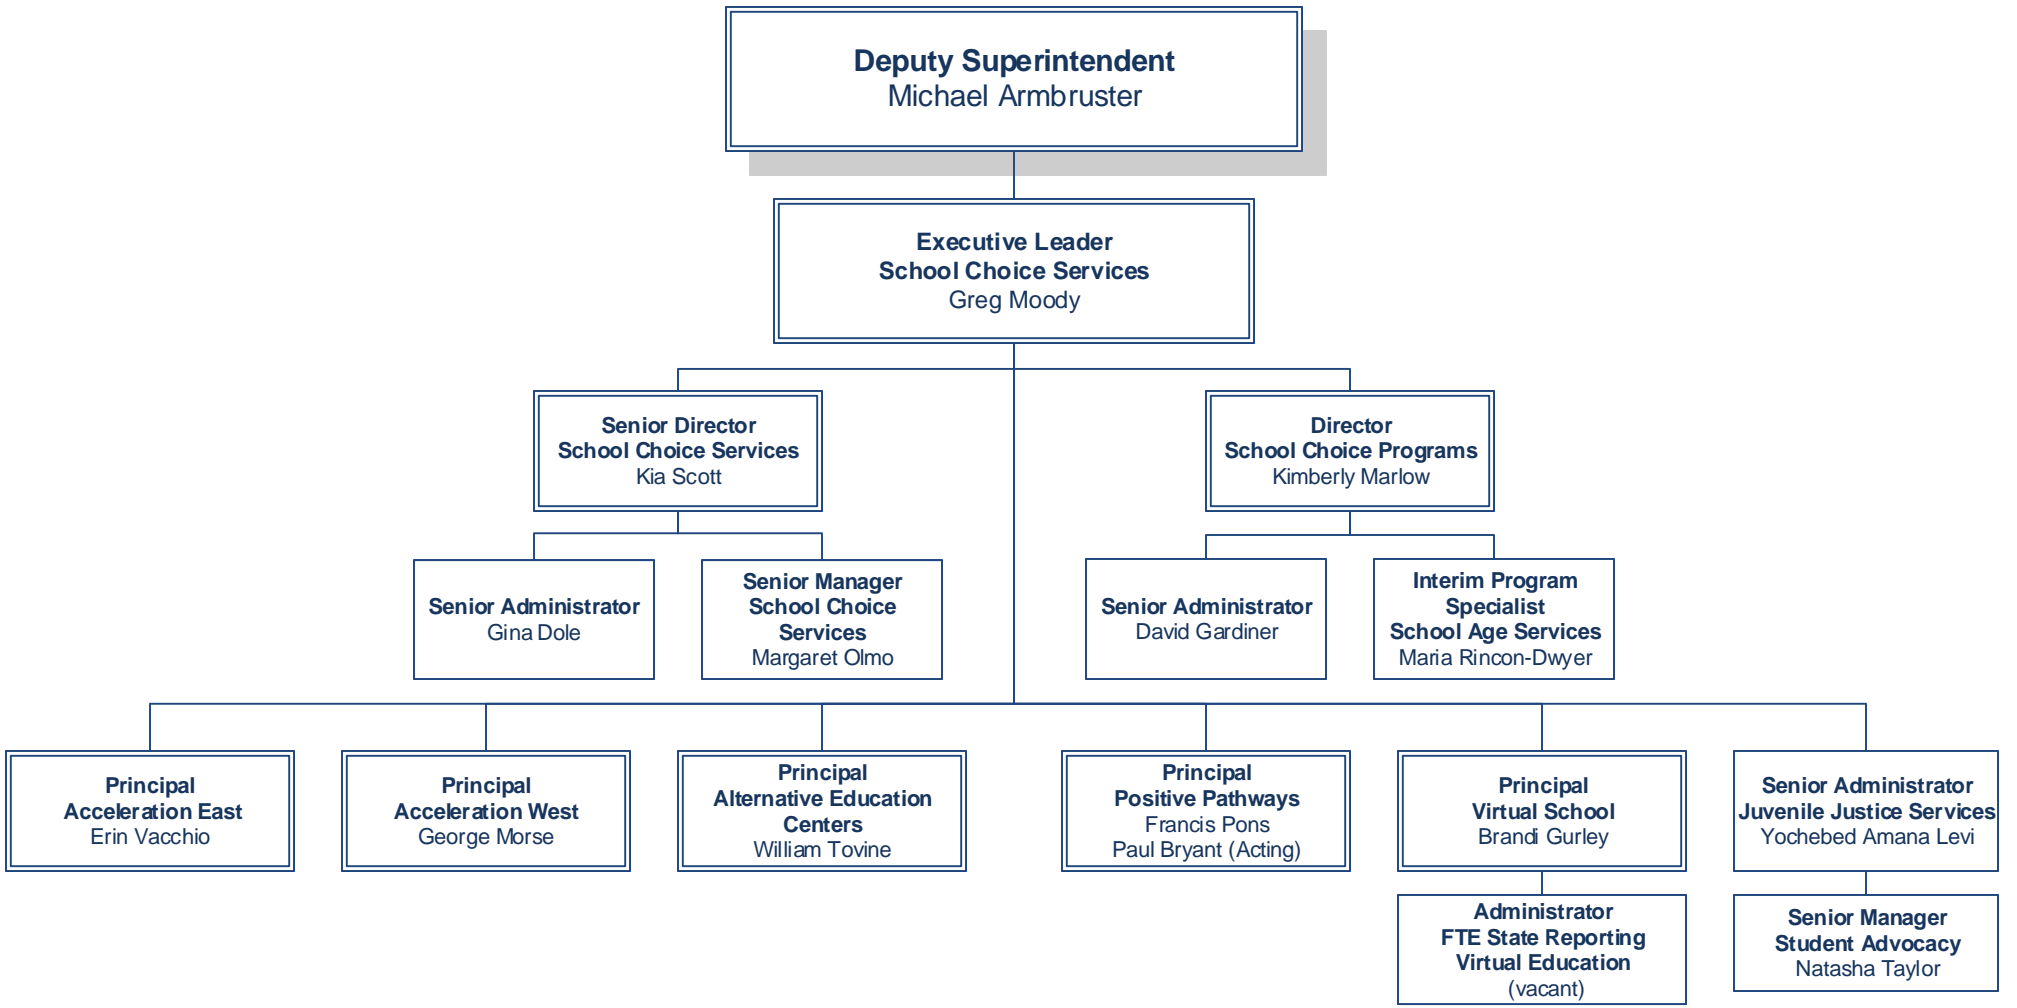 Deputy Superintendent
Michael Armbruster
Executive Leader
School Choice Services
Greg Moody
Senior Director
School Choice Services
Kia Scott
Director
School Choice Programs
Kimberly Marlow
Senior Administrator
Gina Dole
Senior Manager
School Choice
Services
Margaret Olmo
Senior Administrator
David Gardiner
Interim Program
Specialist
School Age Services
Maria Rincon-Dwyer
Principal
Acceleration East
Erin Vacchio
Principal
Acceleration West
George Morse
Principal
Alternative Education
Centers
William Tovine
Principal
Positive Pathways
Francis Pons
Paul Bryant (Acting)
Principal
Virtual School
Brandi Gurley
Senior Administrator
Juvenile Justice Services
Yochebed Amana Levi
Administrator
FTE State Reporting
Virtual Education
(vacant)
Senior Manager
Student Advocacy
Natasha Taylor